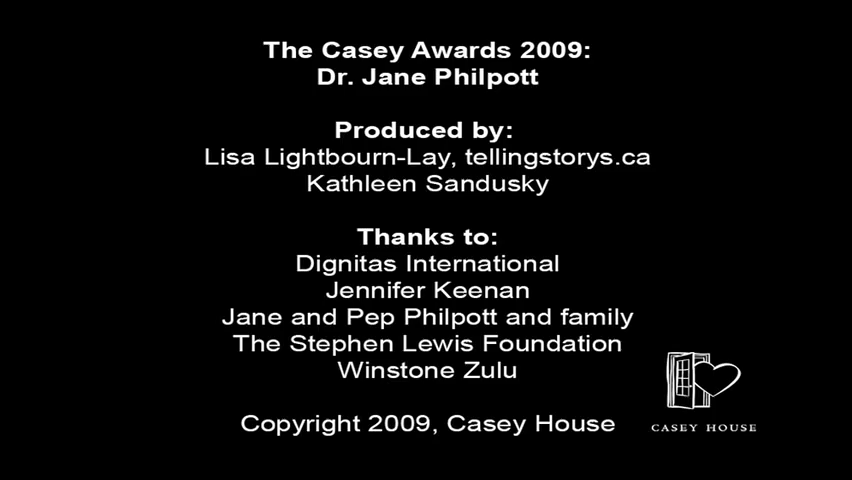 The Casey Awards 2009:
Dr. Jane Philpott
Produced by:
Lisa Lightbourn-Lay, tellingstorys.ca
Kathleen Sandusky
Thanks to:
Dignitas International
Jennifer Keenan
Jane and Pep Philpott and family
The Stephen Lewis Foundation
Winstone Zulu
Copyright 2009, Casey House
CASEY HOUSE